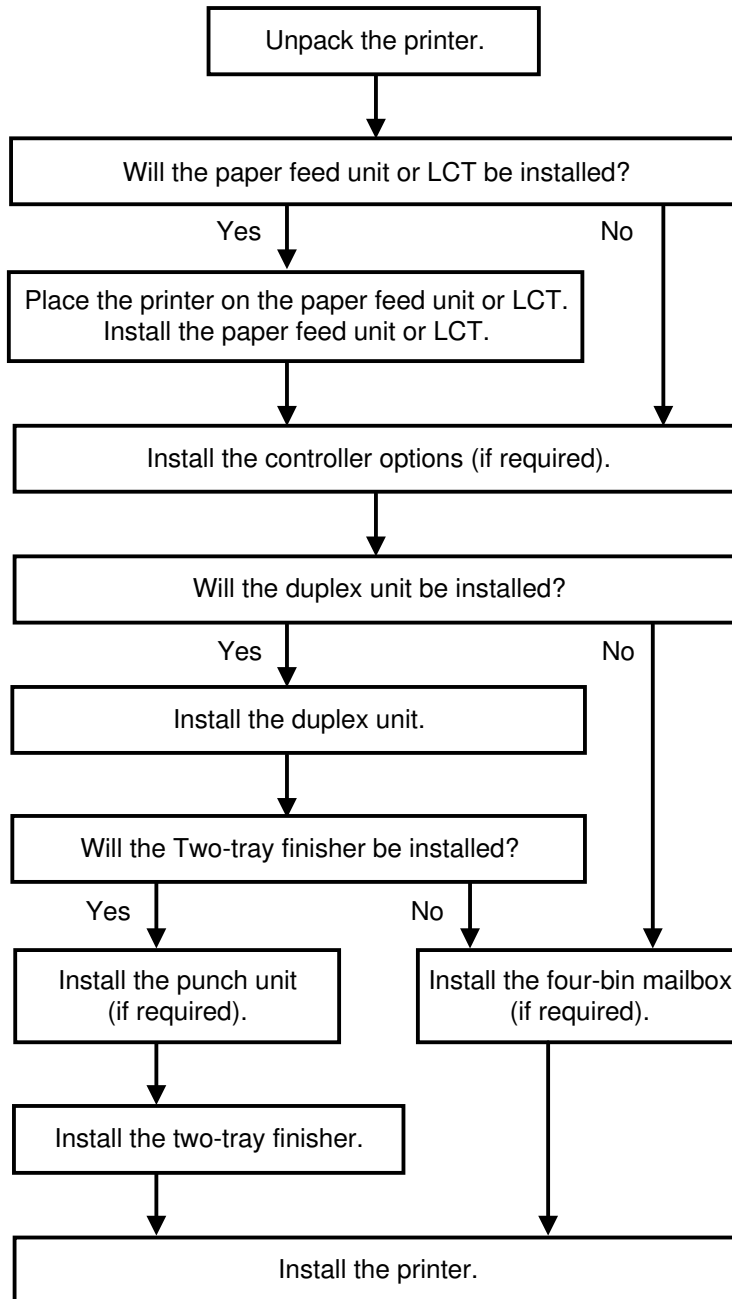 Unpack the printer.
Will the paper feed unit or LCT be installed?
Yes
No
Place the printer on the paper feed unit or LCT.
Install the paper feed unit or LCT.
Install the controller options (if required).
Will the duplex unit be installed?
Yes
No
Install the duplex unit.
Will the Two-tray finisher be installed?
Yes
No
Install the punch unit
(if required).
Install the four-bin mailbox
(if required).
Install the two-tray finisher.
Install the printer.